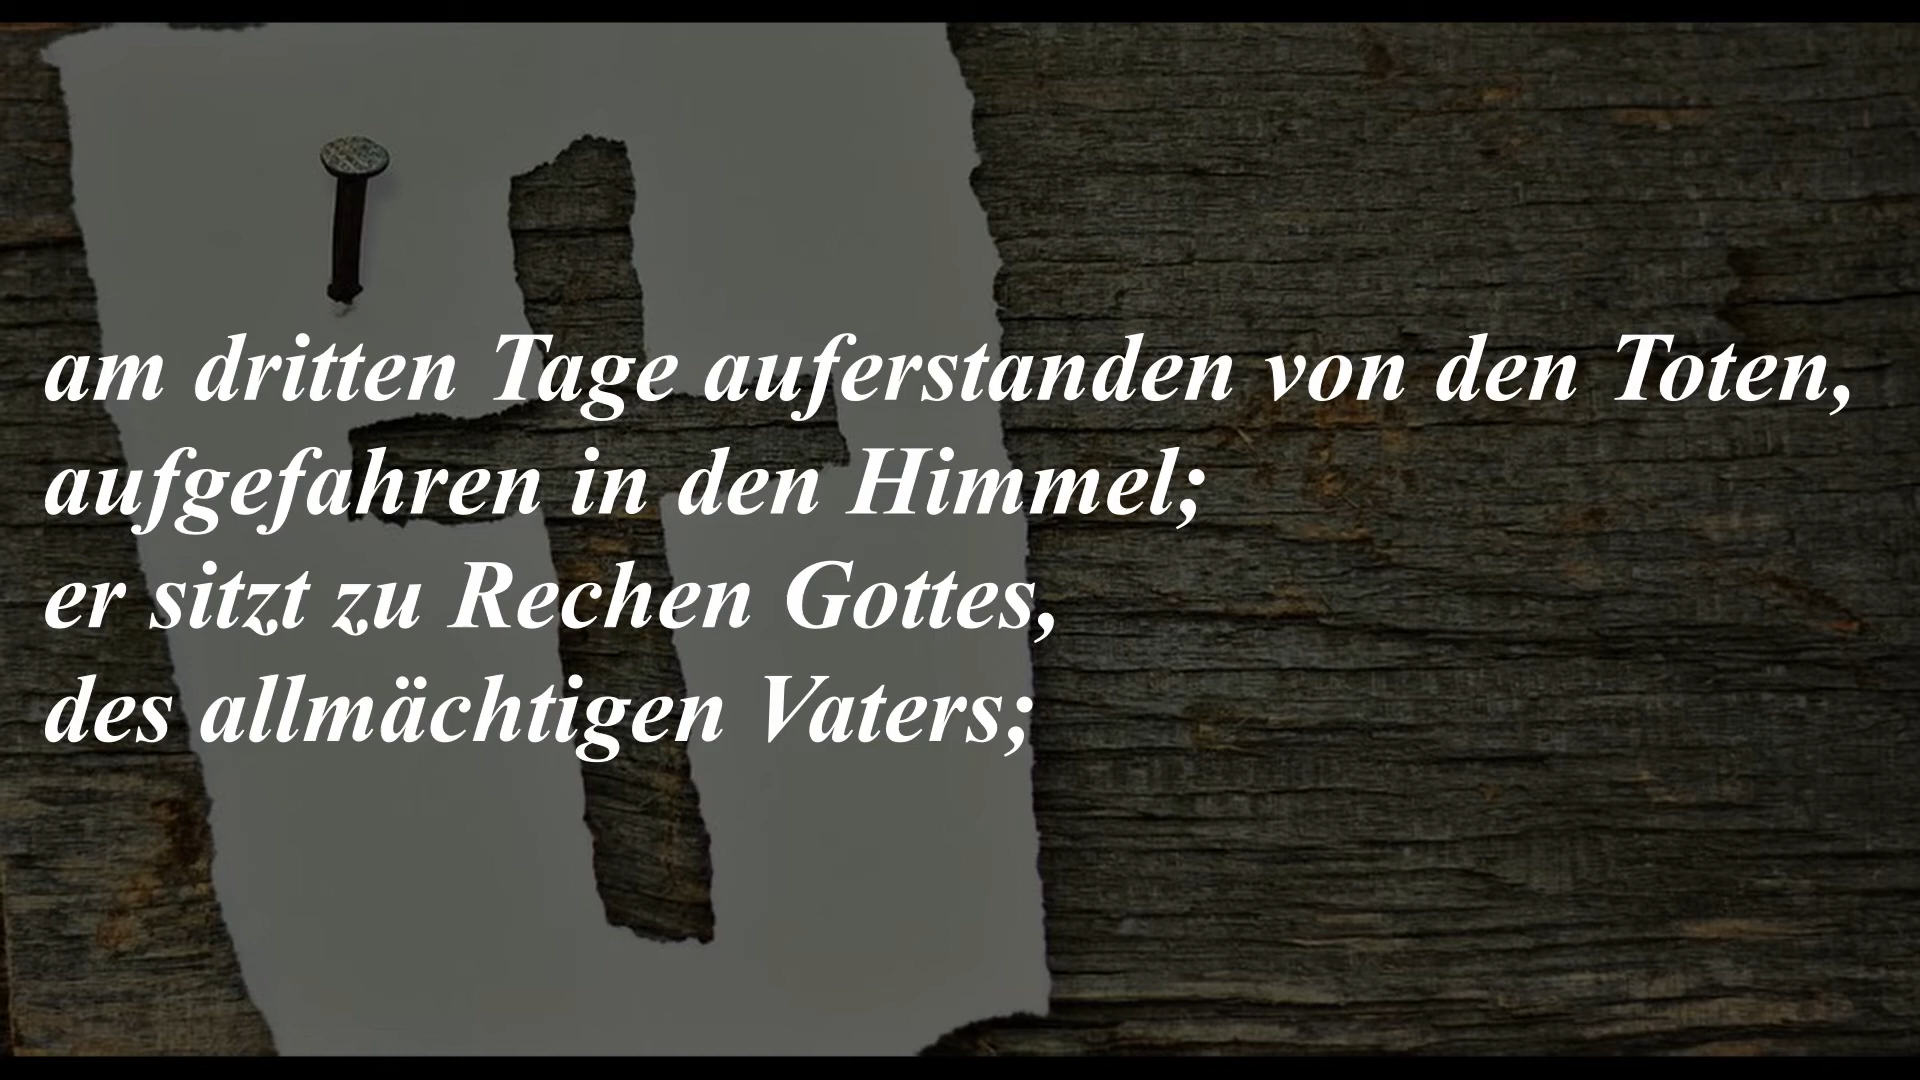 am dritten Tage auferstanden von den Toten,
aufgefahren in den Himmel;
er sitzt zu Rechen Gottes,
des allmächtigen Vaters;